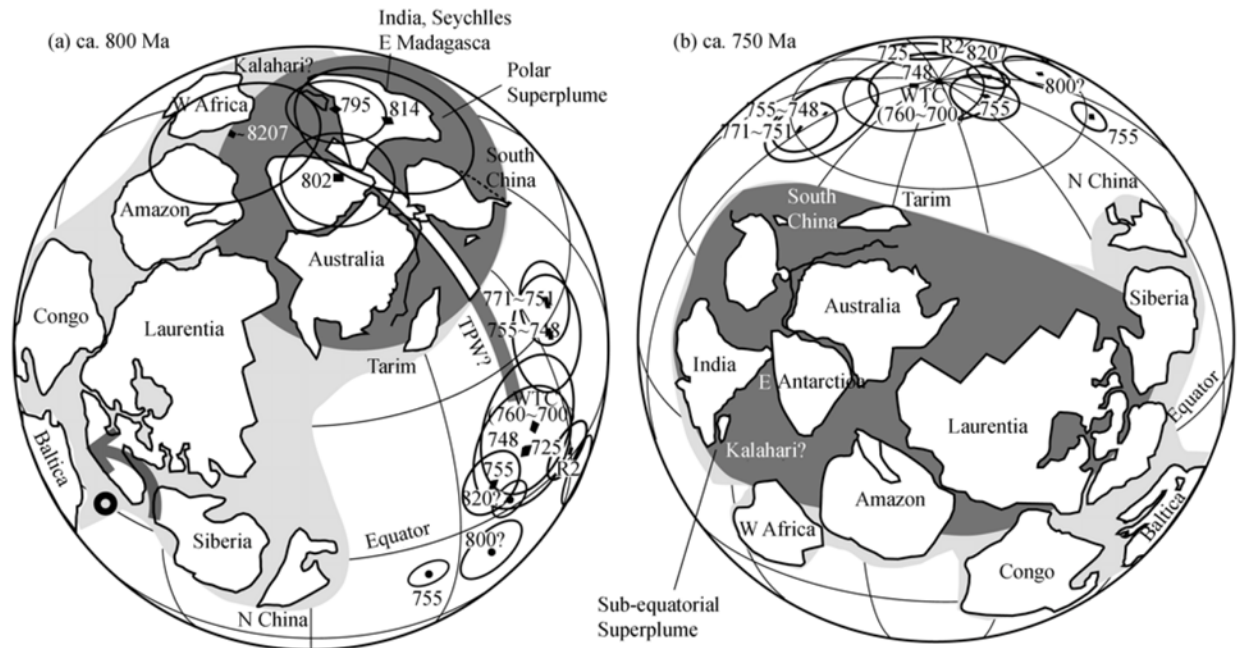 (a) ca. 800 Ma
India, Seychlles
E Madagasca
Kalahari?
Polar
Superplume
W Africa
795
814
8207
South
China
802
Amazon
Australia
Congo
Laurentia
771~751
755~748
TPW?
Tarim
WTC
(760~700)
748
725
R2
755
820?
Baltica
Equator
800?
Siberia
755
N China
(b) ca. 750 Ma
725
R2
8207
748
800?
WTC
755~748
(760~700)
755
771~751
755
N China
South
China
Tarim
Siberia
Australia
India
E Antarction
Equator
Laurentia
Kalahari?
Amazon
W Africa
Baltica
Congo
Sub-equatorial
Superplume